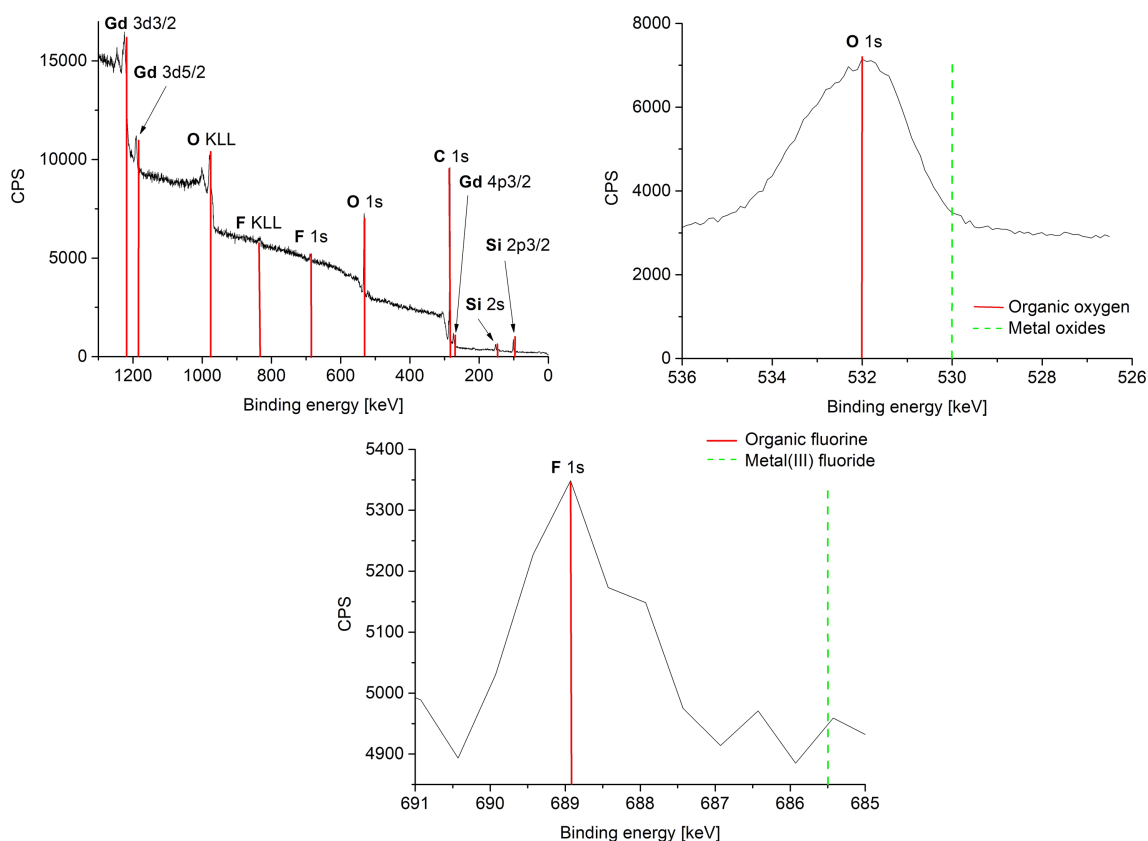 Gd 3d3/2
Gd 3d5/2
O KLL
F KLL
F 1s
O 1s
C 1s
Gd 4p3/2
Si 2p3/2
Si 2s
CPS
15000
10000
5000
0
1200 1000 800 600 400 200 0
Binding energy [keV]
O 1s
CPS
8000
6000
4000
2000
0
Organic oxygen
Metal oxides
536 534 532 530 528 526
Binding energy [keV]
Organic fluorine
Metal(III) fluoride
F 1s
CPS
5400
5300
5200
5100
5000
4900
691 690 689 688 687 686 685
Binding energy [keV]